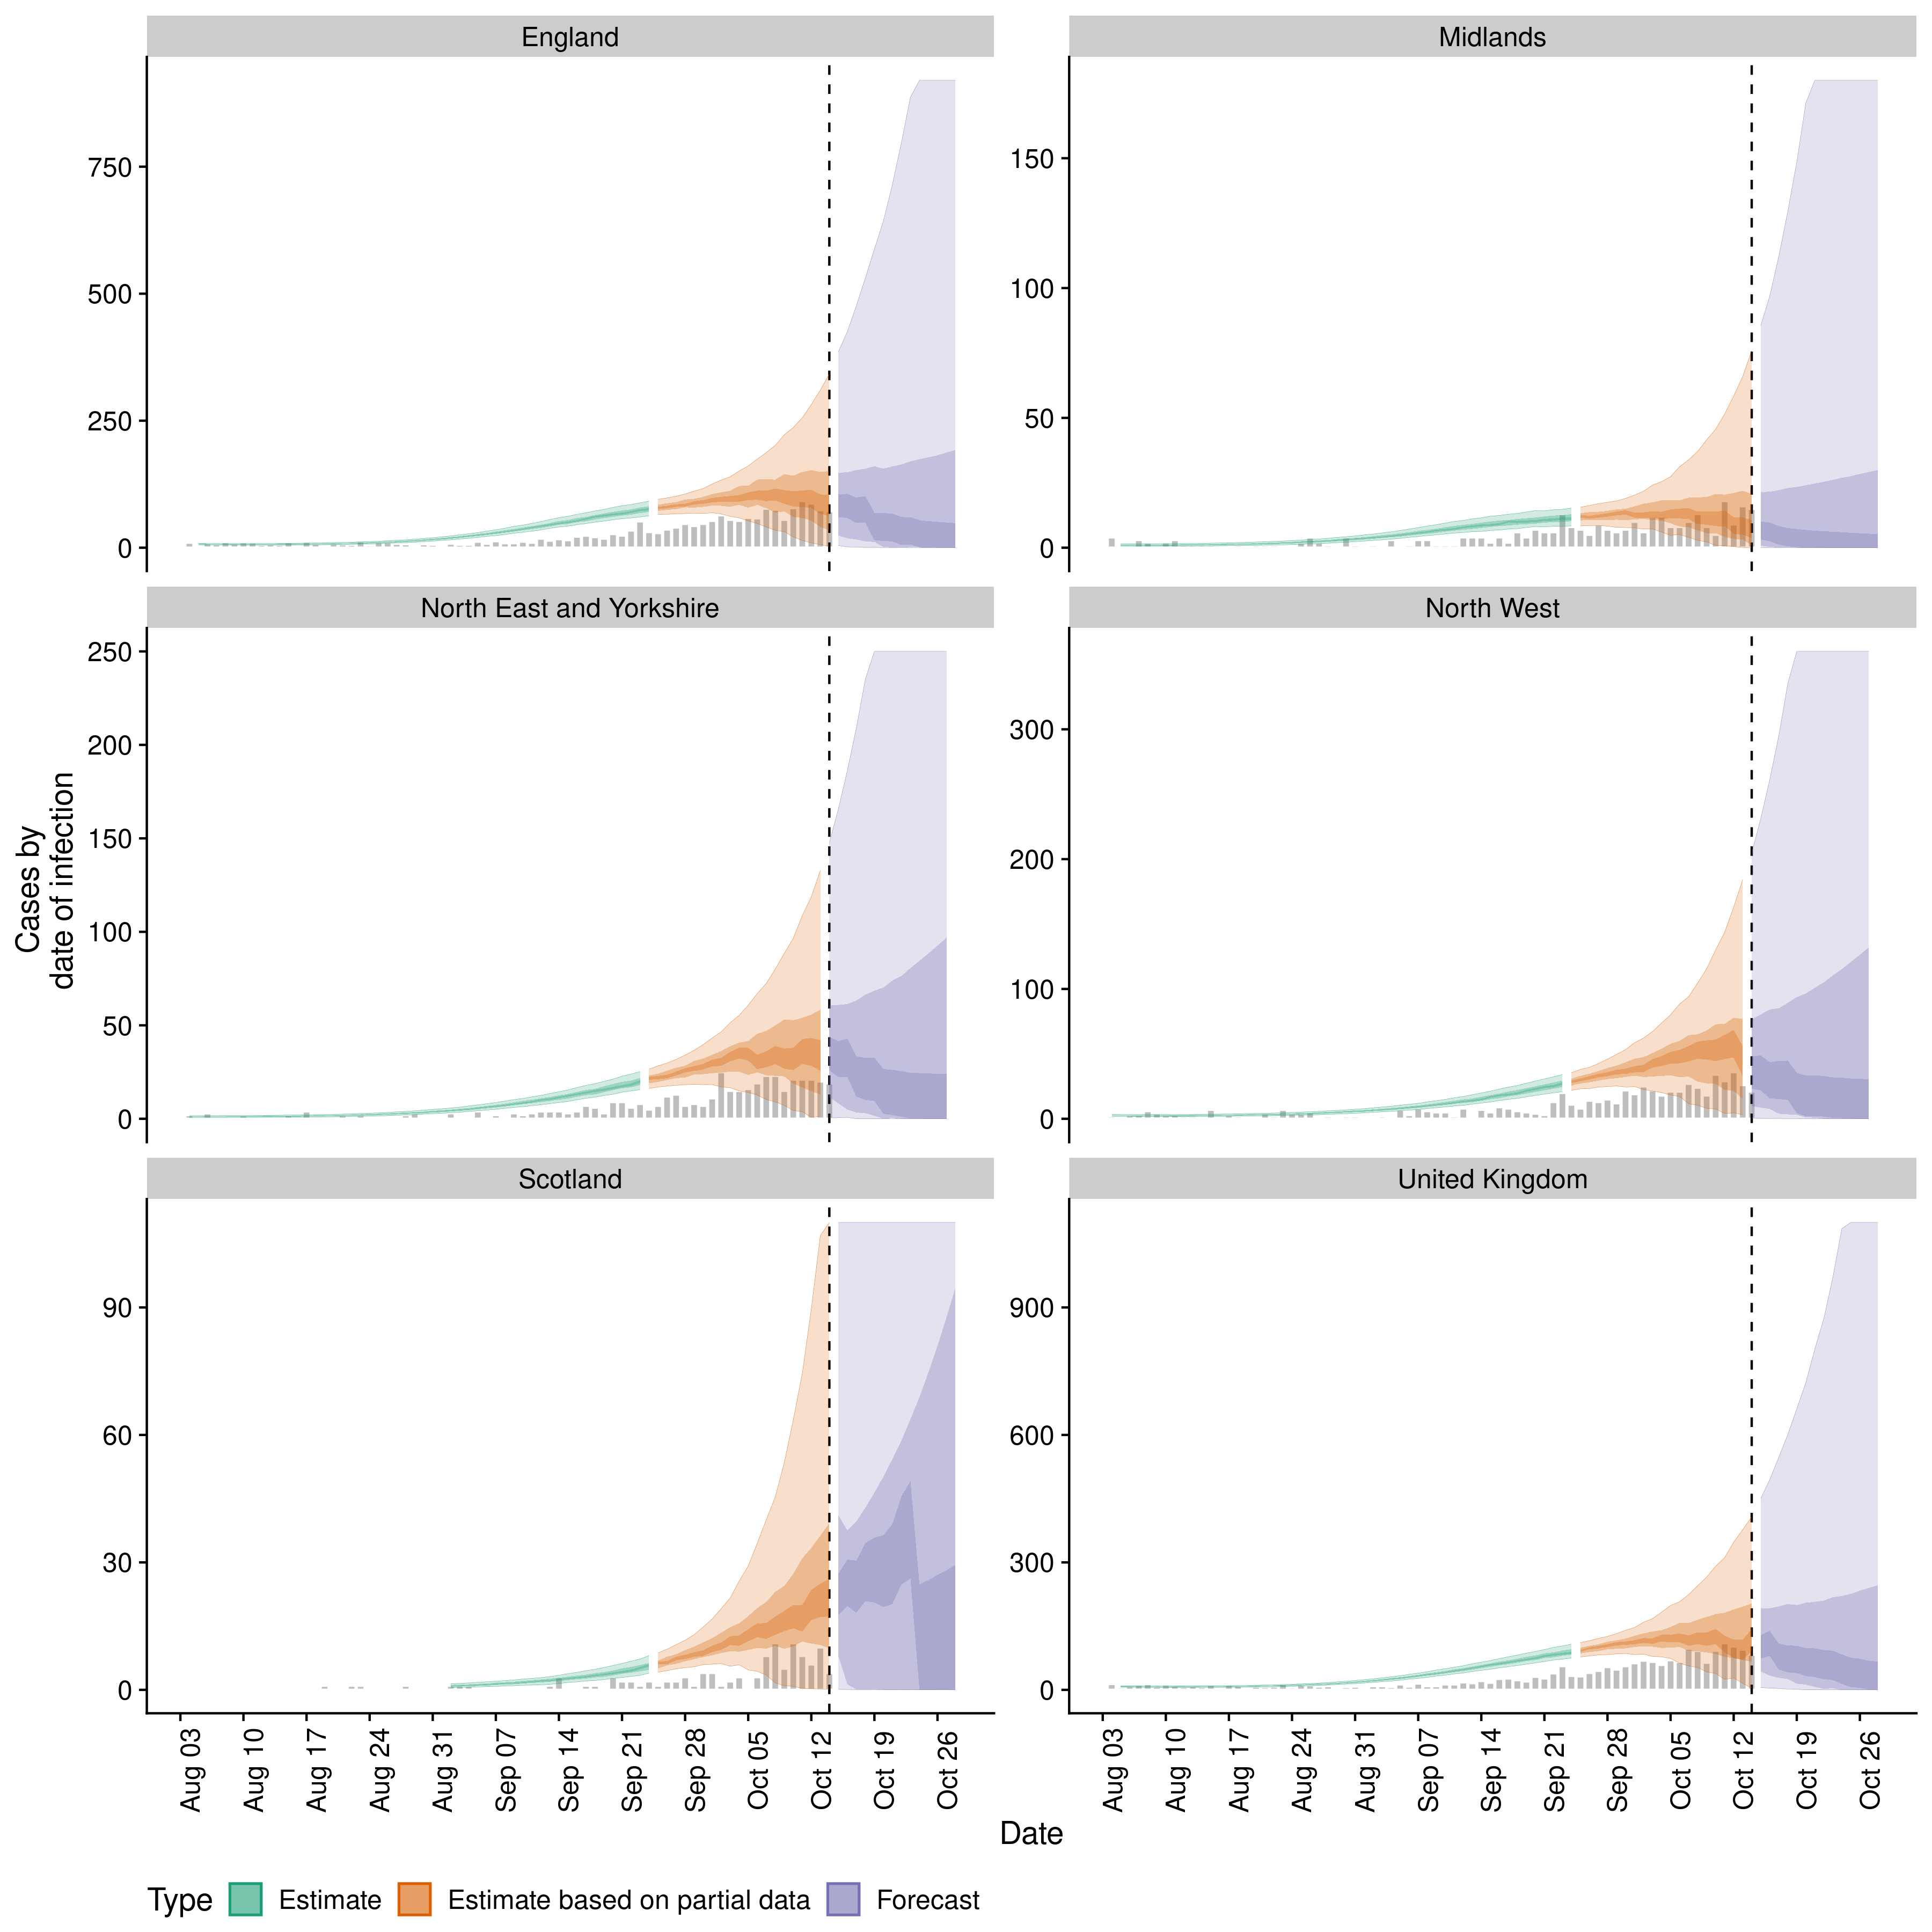 England
Midlands
750
500
250
0
150
100
50
0
North East and Yorkshire
North West
250
200
150
100
50
0
300
200
100
0
Cases by
date of infection
Scotland
United Kingdom
90
60
30
0
900
600
300
0
Aug 03
Aug 10
Aug 17
Aug 24
Aug 31
Sep 07
Sep 14
Sep 21
Sep 28
Oct 05
Oct 12
Oct 19
Oct 26
Aug 03
Aug 10
Aug 17
Aug 24
Aug 31
Sep 07
Sep 14
Sep 21
Sep 28
Oct 05
Oct 12
Oct 19
Oct 26
Date
Type Estimate Estimate based on partial data Forecast